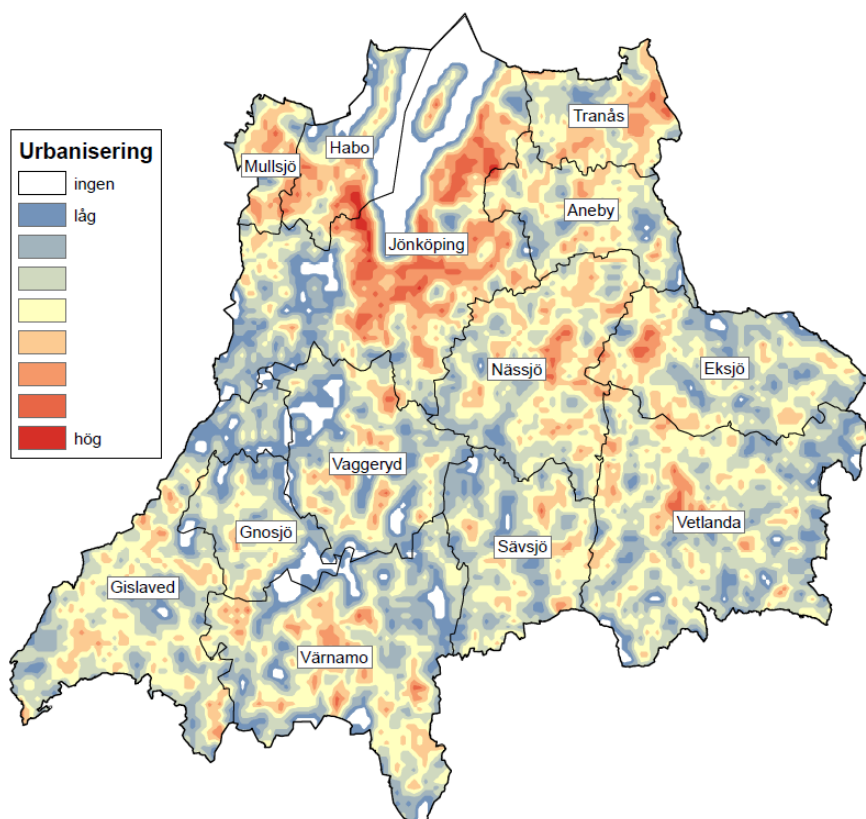 Urbanisering
ingen
låg
hög
Tranås
Habo
Mullsjö
Aneby
Jönköping
Nässjö
Eksjö
Vaggeryd
Vetlanda
Gnosjö
Sävsjö
Gislaved
Värnamo